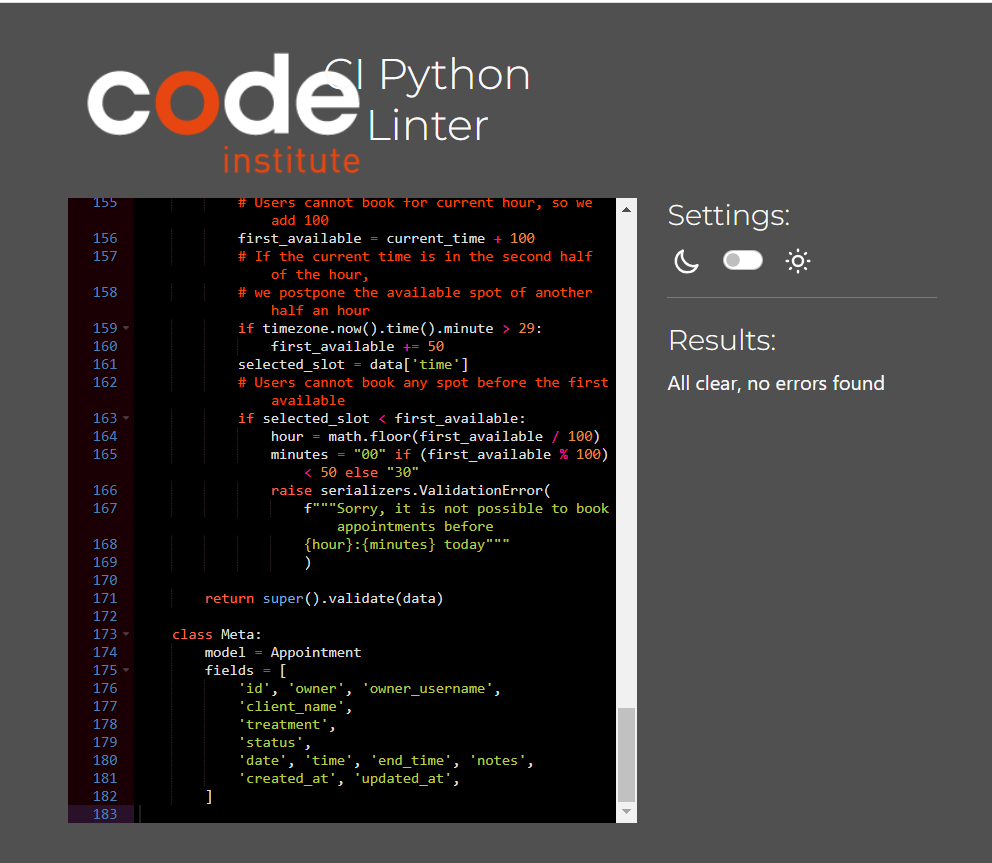 code
institute
CI Python
Linter
155 # Users cannot book for current hour, so we
add 100
156 first_available = current_time + 100
157 # If the current time is in the second half
of the hour,
158 # we postpone the available spot of another
half an hour
159 if timezone.now().time().minute > 29:
160 first_available += 50
161 selected_slot = data['time']
162 # Users cannot book any spot before the first
available
163 if selected_slot < first_available:
164 hour = math.floor(first_available / 100)
165 minutes = "00" if (first_available % 100)
< 50 else "30"
166 raise serializers.ValidationError(
167 f"""Sorry, it is not possible to book
appointments before
168 {hour}:{minutes} today"""
169 )
170
171 return super().validate(data)
172
173 class Meta:
174 model = Appointment
175 fields = [
176 'id', 'owner', 'owner_username',
177 'client_name',
178 'treatment',
179 'status',
180 'date', 'time', 'end_time', 'notes',
181 'created_at', 'updated_at',
182 ]
183
Settings:
Results:
All clear, no errors found